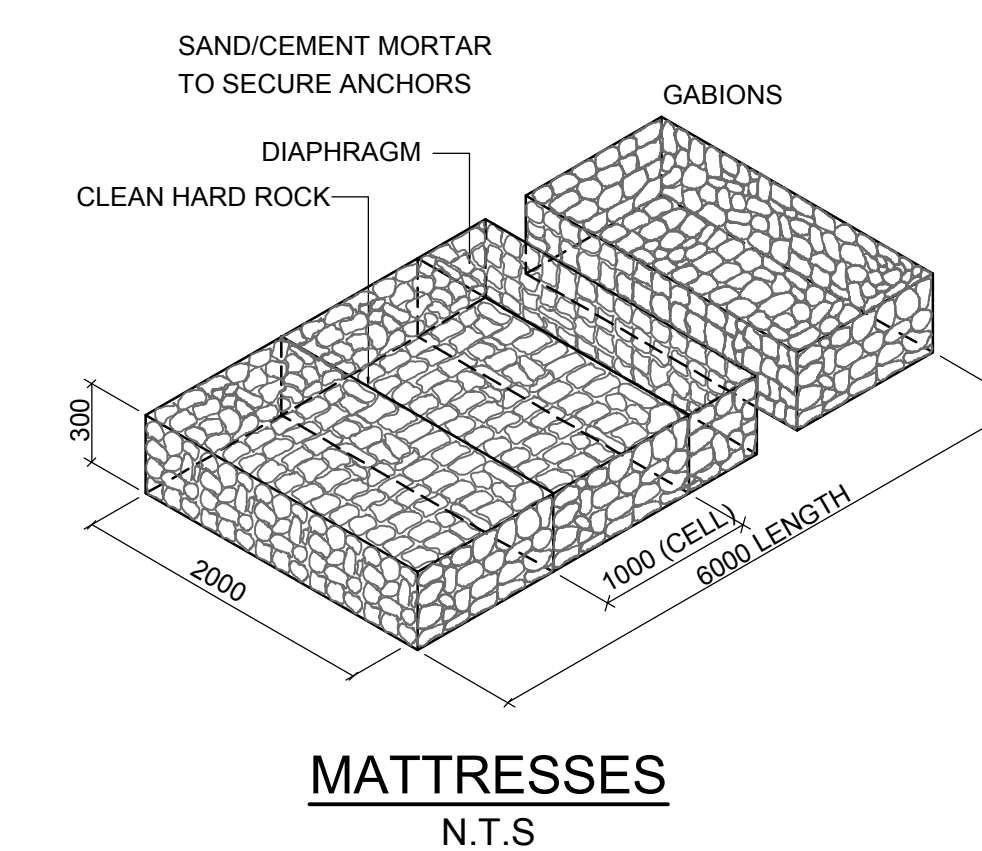 SAND/CEMENT MORTAR
TO SECURE ANCHORS
GABIONS
DIAPHRAGM
CLEAN HARD ROCK
300
2000
1000 (CELL)
6000 LENGTH
MATTRESSES
N.T.S